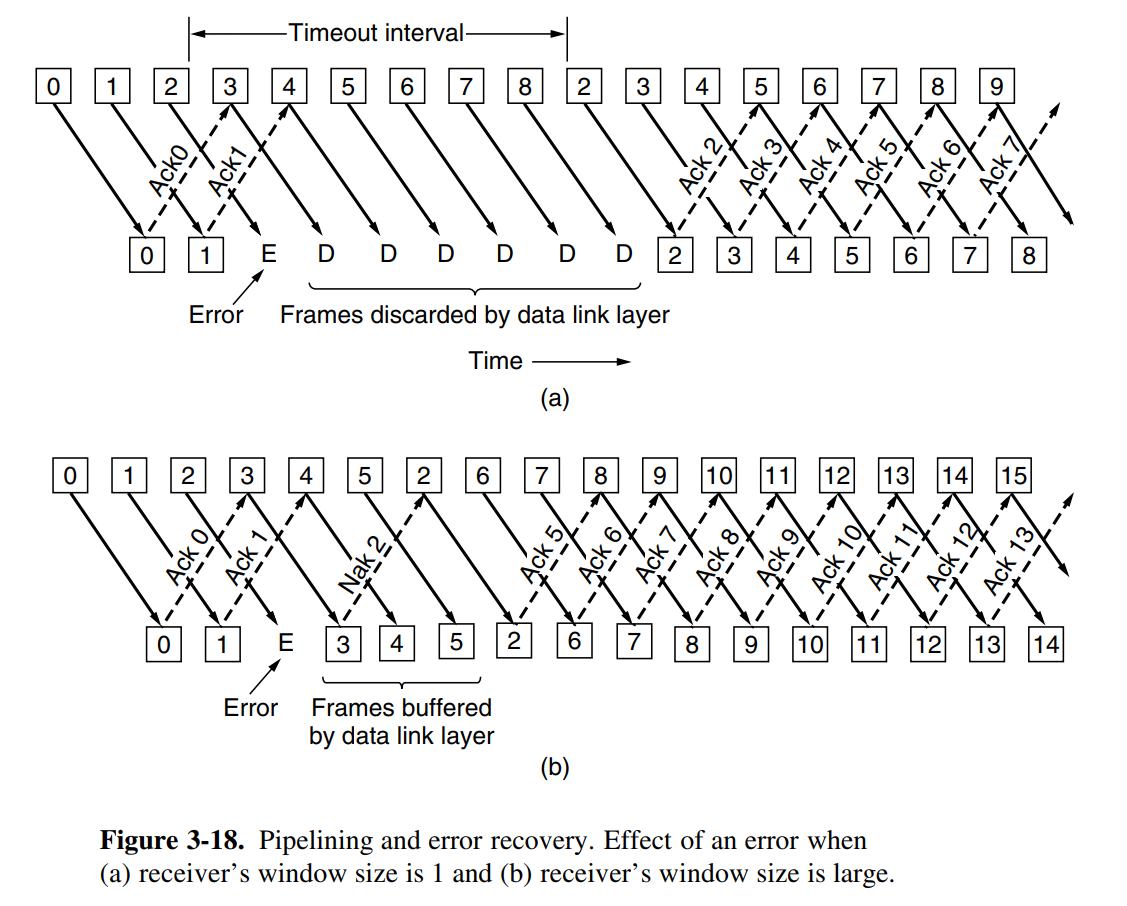 Timeout interval
0 1 2 3 4 5 6 7 8 2 3 4 5 6 7 8 9
Ack0 Ack1 Ack 2 Ack 3 Ack 4 Ack 5 Ack 6 Ack 7
0 1 E D D D D D D 2 3 4 5 6 7 8
Error Frames discarded by data link layer
Time
(a)
0 1 2 3 4 5 2 6 7 8 9 10 11 12 13 14 15
Ack 0 Ack 1 Nak 2 Ack 5 Ack 6 Ack 7 Ack 8 Ack 9 Ack 10 Ack 11 Ack 12 Ack 13
0 1 E 3 4 5 2 6 7 8 9 10 11 12 13 14
Error Frames buffered
by data link layer
(b)
Figure 3-18. Pipelining and error recovery. Effect of an error when
(a) receiver’s window size is 1 and (b) receiver’s window size is large.